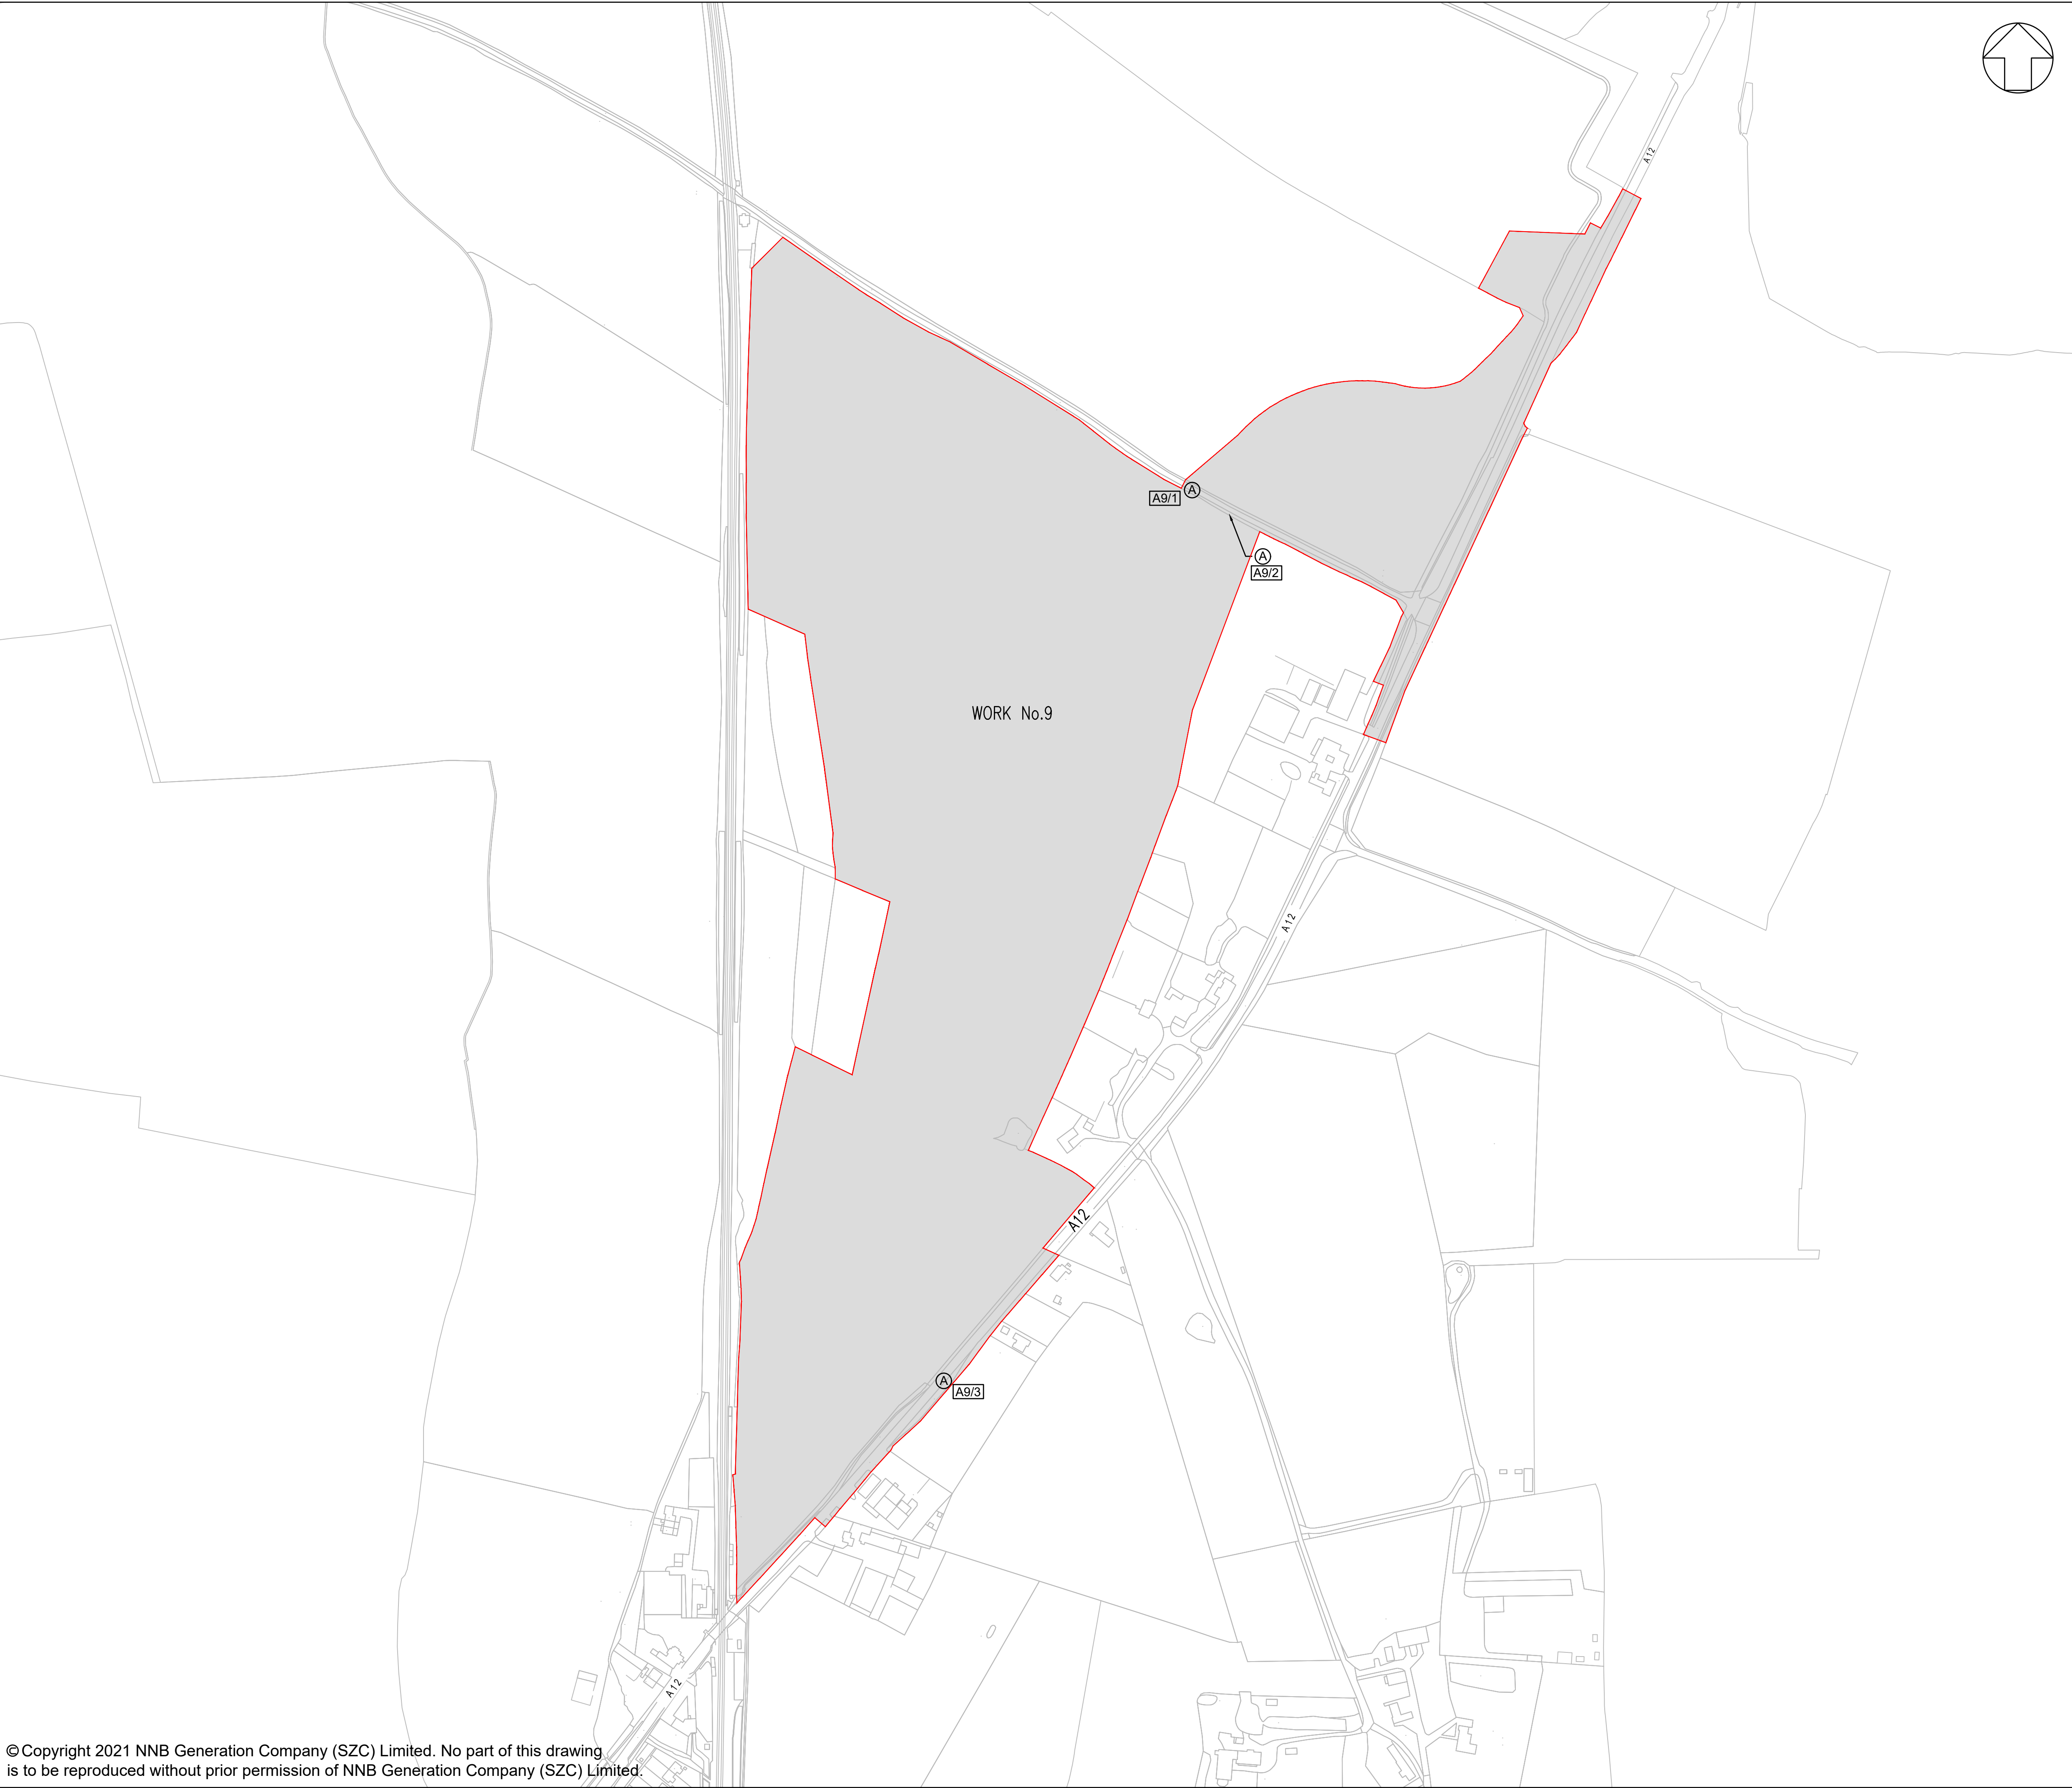 A12
A9/1 A
A
A9/2
WORK No.9
A12
A12
A
A9/3
A12
© Copyright 2021 NNB Generation Company (SZC) Limited. No part of this drawing
is to be reproduced without prior permission of NNB Generation Company (SZC) Limited.